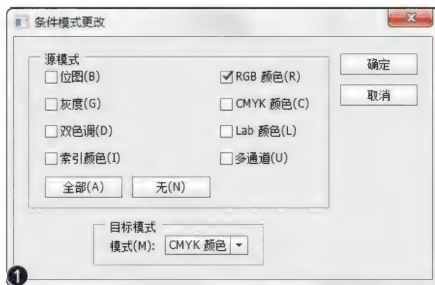 条件模式更改
源模式
位图(B)
RGB 颜色(R)
确定
灰度(G)
CMYK 颜色(C)
取消
双色调(D)
Lab 颜色(L)
索引颜色(I)
多通道(U)
全部(A)
无(N)
目标模式
模式(M): CMYK 颜色
1